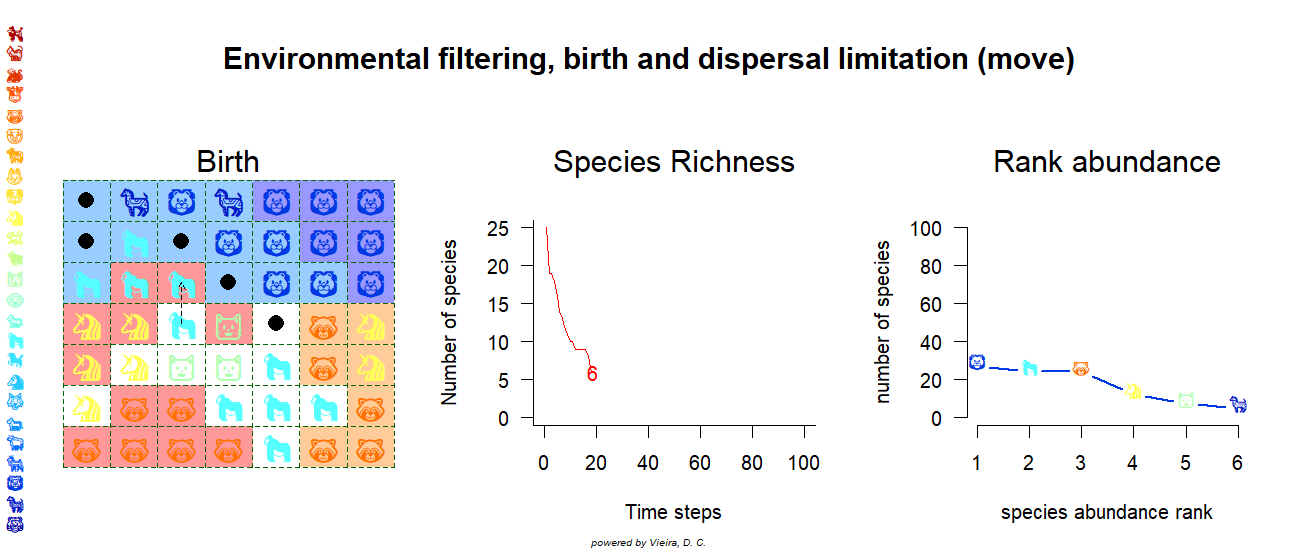 Environmental filtering, birth and dispersal limitation (move)
Birth
Species Richness
Number of species
25
20
15
10
5
0
6
0 20 40 60 80 100
Time steps
Rank abundance
number of species
100
80
60
40
20
0
1 2 3 4 5 6
species abundance rank
powered by Vieira, D. C.